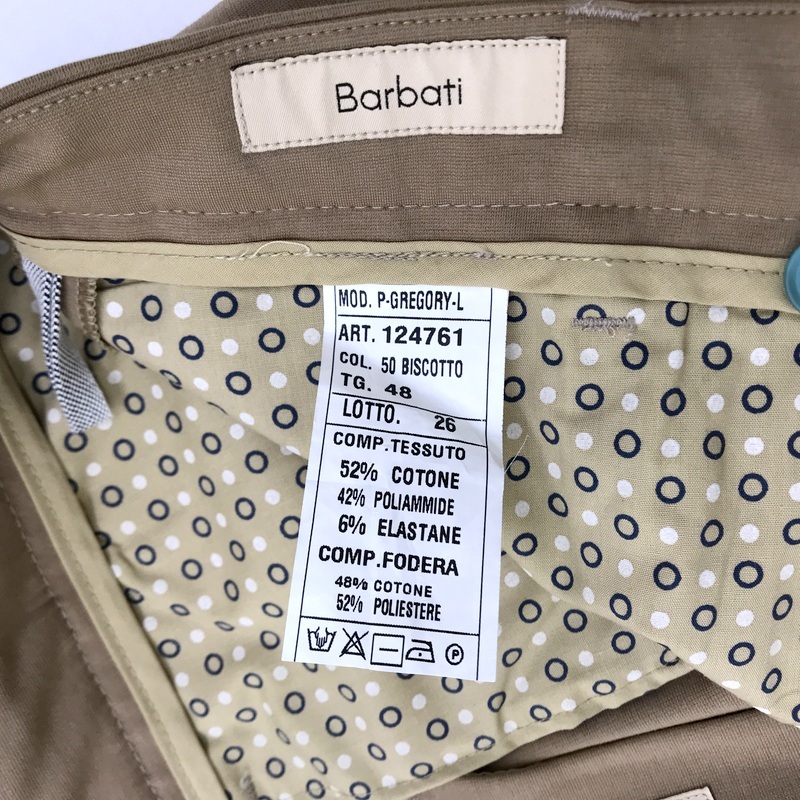 Barbati
MOD. P-GREGORY-L
ART. 124761
COL. 50 BISCOTTO
TG. 48
LOTTO. 26
COMP.TESSUTO
52% COTONE
42% POLIAMMIDE
6% ELASTANE
COMP.FODERA
48% COTONE
52% POLIESTERE
P